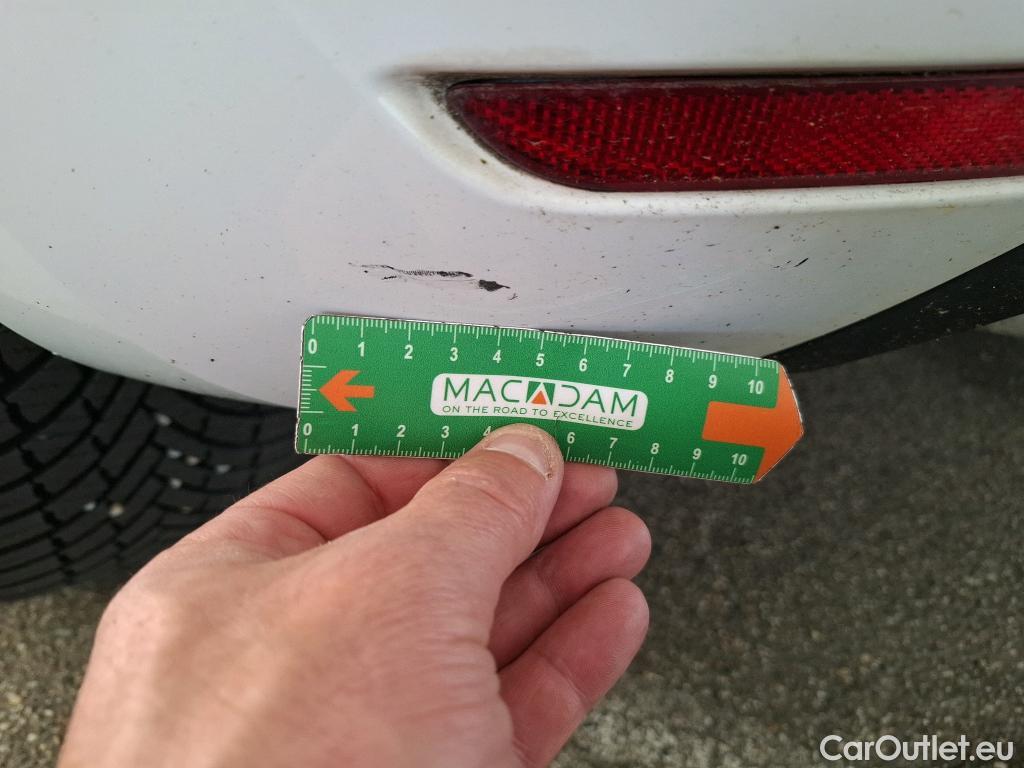 0 1 2 3 4 5 6 7 8 9 10
MACADAM
ON THE ROAD TO EXCELLENCE
0 1 2 3 4 6 7 8 9 10
CarOutlet.eu